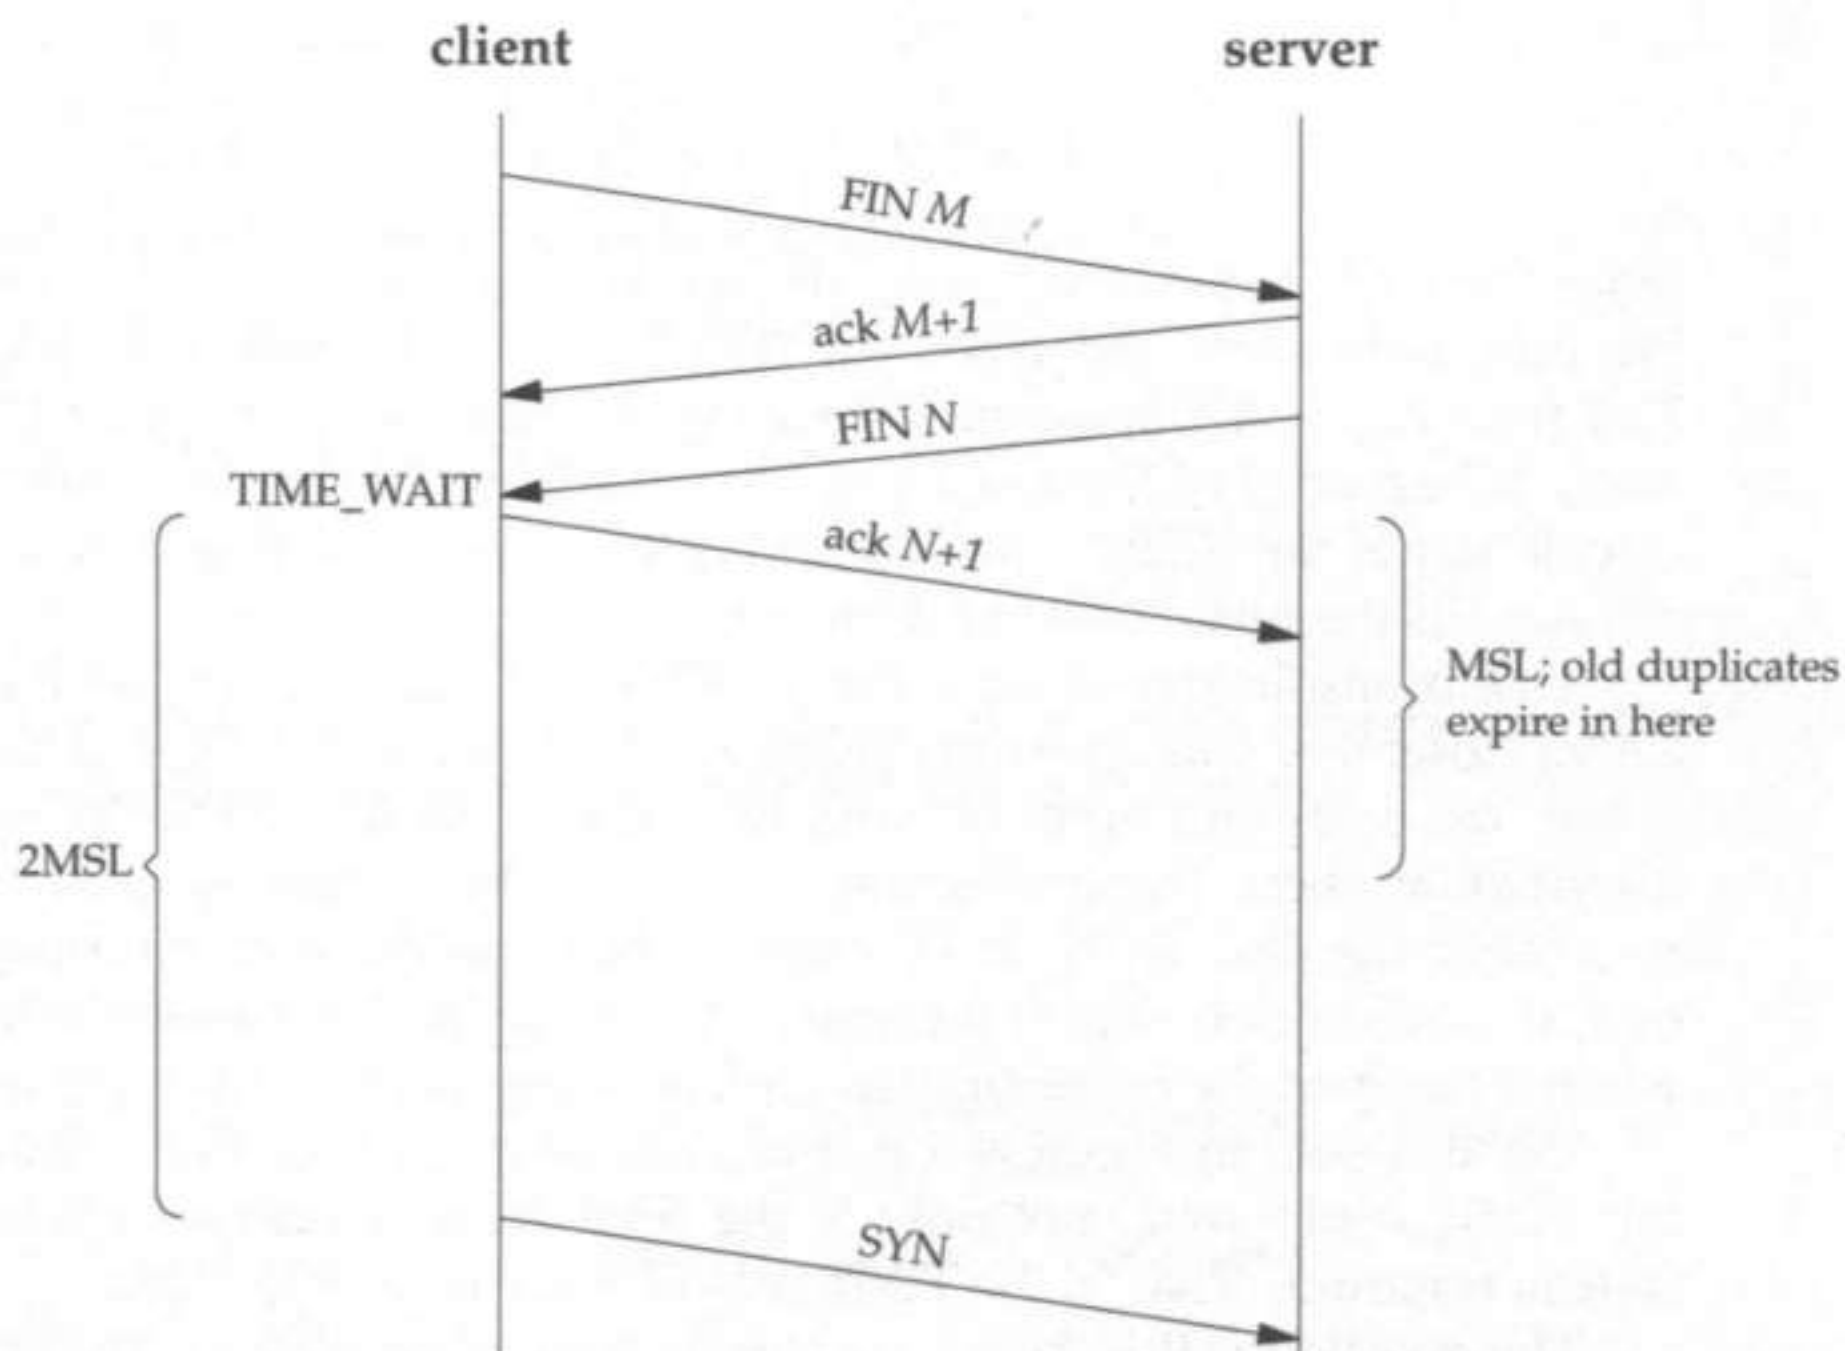 client
server
FIN M
ack M+1
FIN N
TIME_WAIT
ack N+1
MSL; old duplicates
expire in here
2MSL
SYN